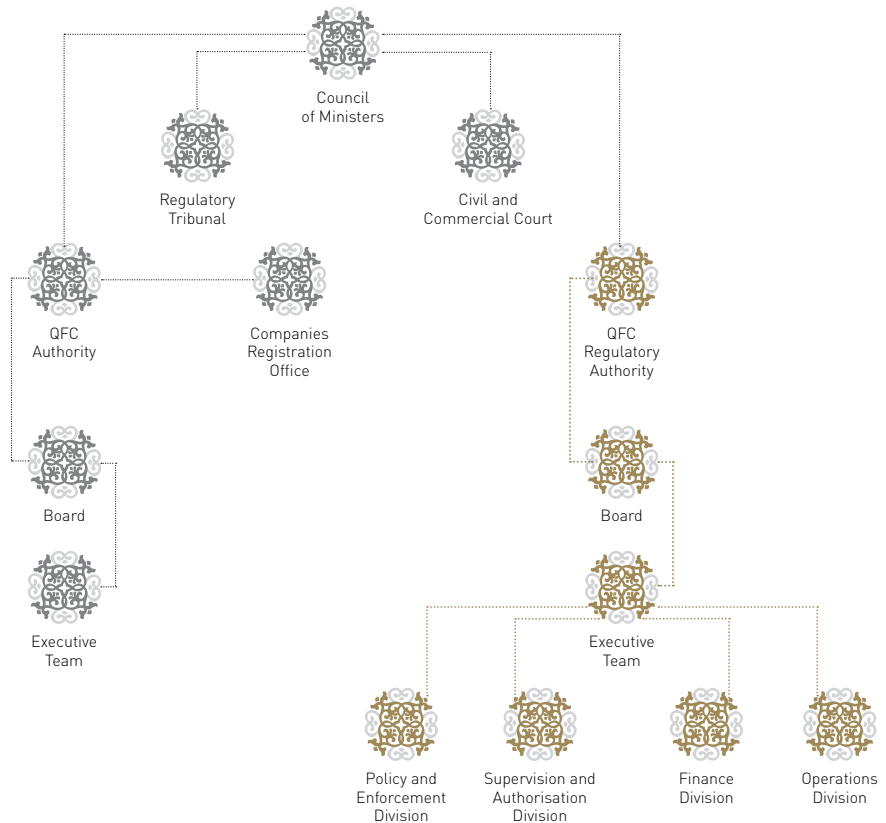 Council
of Ministers
Regulatory
Tribunal
Civil and
Commercial Court
QFC
Authority
Companies
Registration
Office
QFC
Regulatory
Authority
Board
Board
Executive
Team
Executive
Team
Policy and
Enforcement
Division
Supervision and
Authorisation
Division
Finance
Division
Operations
Division